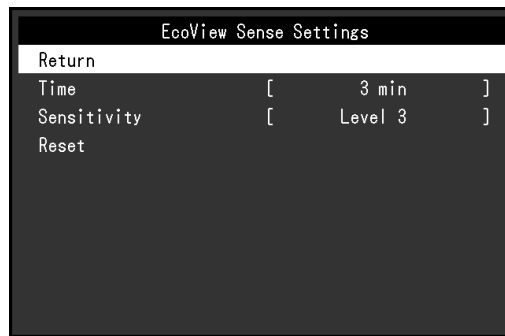 EcoView Sense Settings
Return
Time [ 3 min ]
Sensitivity [ Level 3 ]
Reset